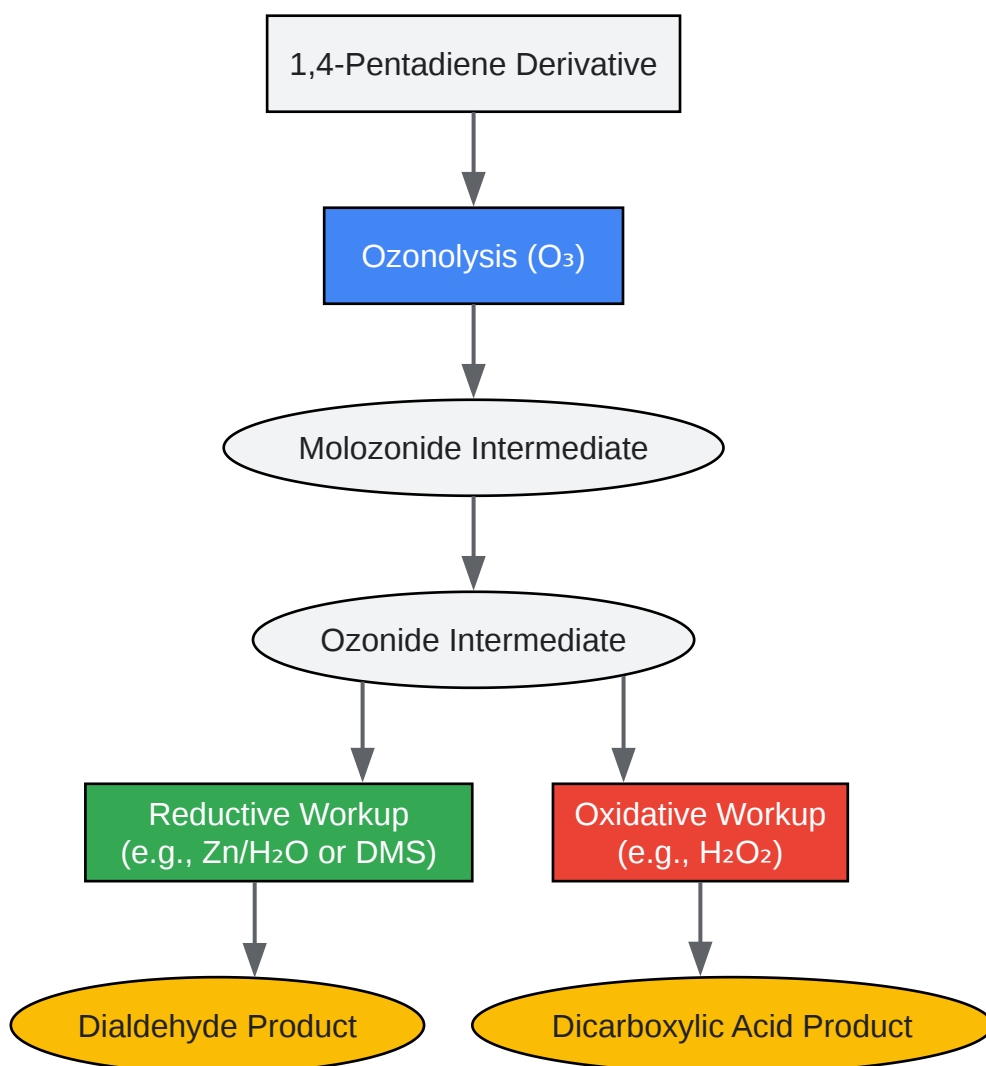 1,4-Pentadiene Derivative
Ozonolysis (O₃)
Molozonide Intermediate
Ozonide Intermediate
Reductive Workup
(e.g., Zn/H₂O or DMS)
Oxidative Workup
(e.g., H₂O₂)
Dialdehyde Product
Dicarboxylic Acid Product